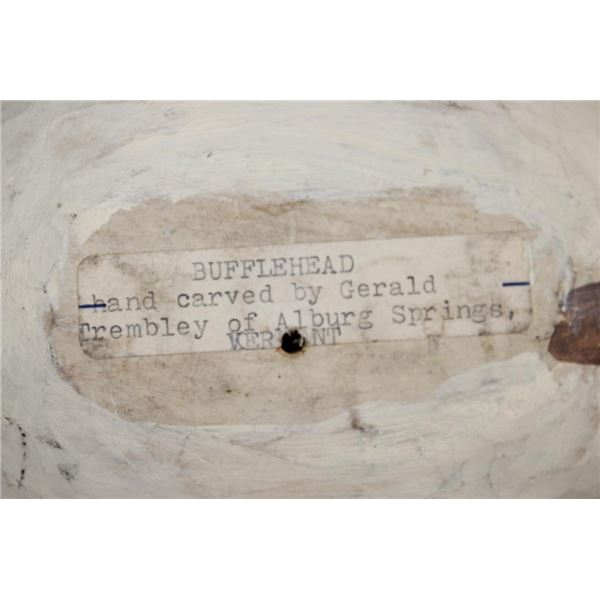 BUFFLEHEAD
hand carved by Gerald
Trembley of Alburg Springs,
VERMONT